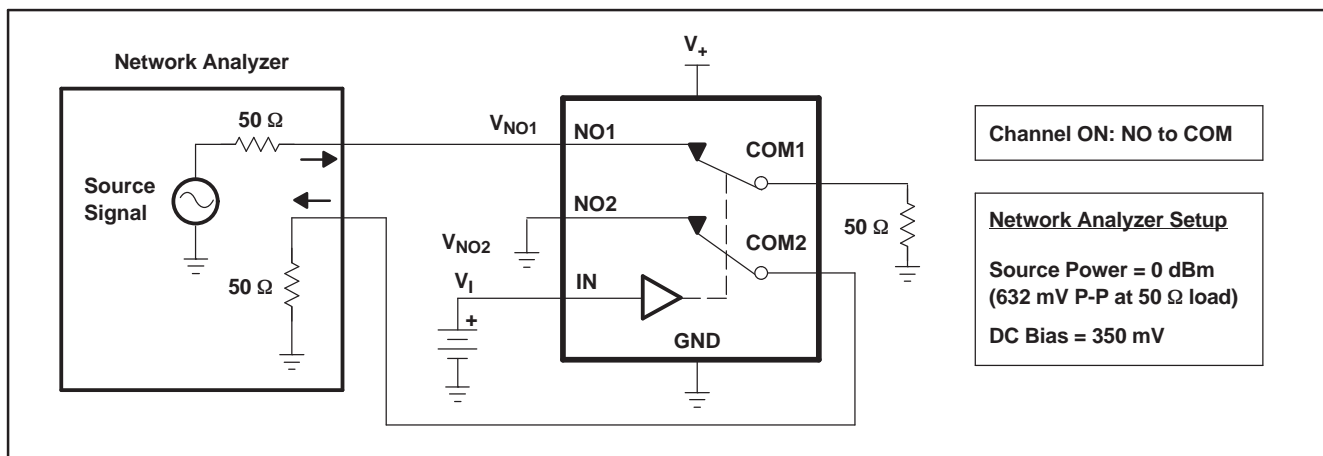 Network Analyzer
50 Ω
Source
Signal
50 Ω
V+
VNO1
NO1
COM1
NO2
VNO2
COM2
50 Ω
VI
IN
+
GND
Channel ON: NO to COM
Network Analyzer Setup
Source Power = 0 dBm
(632 mV P-P at 50 Ω load)
DC Bias = 350 mV